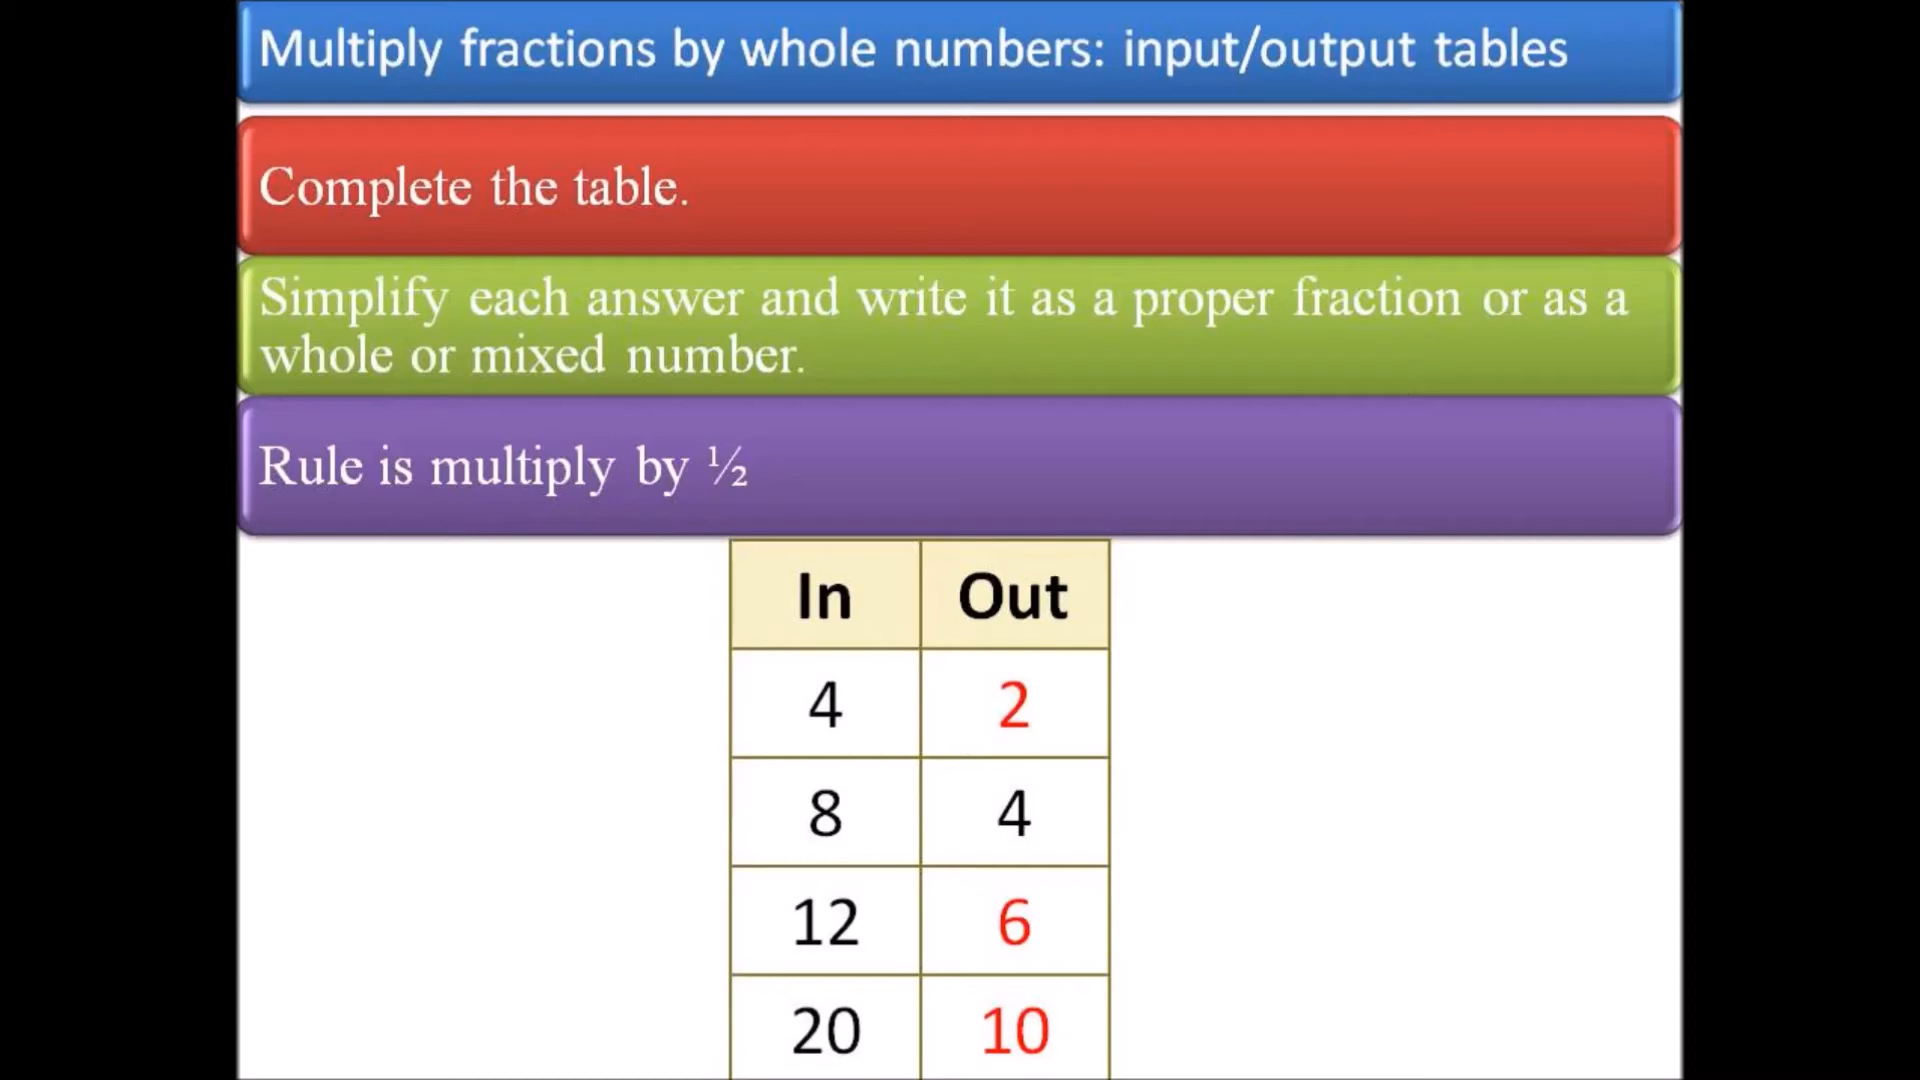 Multiply fractions by whole numbers: input/output tables
Complete the table.
Simplify each answer and write it as a proper fraction or as a
whole or mixed number.
Rule is multiply by ½
In Out
4 2
8 4
12 6
20 10